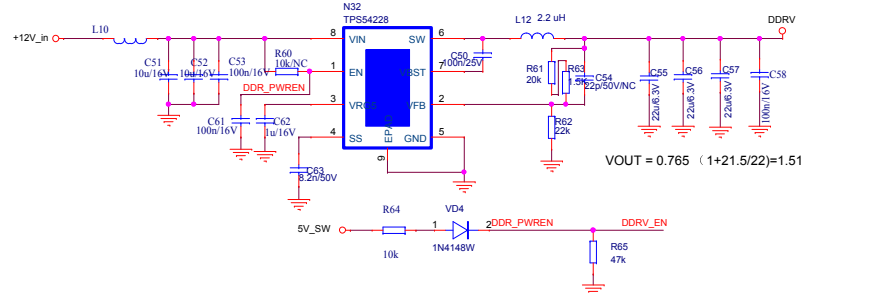 N32
TPS54228
+12V_in
L10
C51
10u/16V
C52
10u/16V
C53
100n/16V
R60
10k/NC
DDR_PWREN
C61
100n/16V
C62
1u/16V
C63
8.2n/50V
8
VIN
1
EN
3
4
SS
SW
6
7
VFB
2
GND
5
EPAD
9
C50
100n/25V
L12
2.2 uH
DDRV
R61
20k
R63
1.5K
C54
22p/50V/NC
R62
22k
C55
22u/6.3V
C56
22u/6.3V
C57
22u/6.3V
C58
100n/16V
VOUT = 0.765 （1+21.5/22)=1.51
5V_SW
R64
10k
VD4
1
2
1N4148W
DDR_PWREN
DDRV_EN
R65
47k